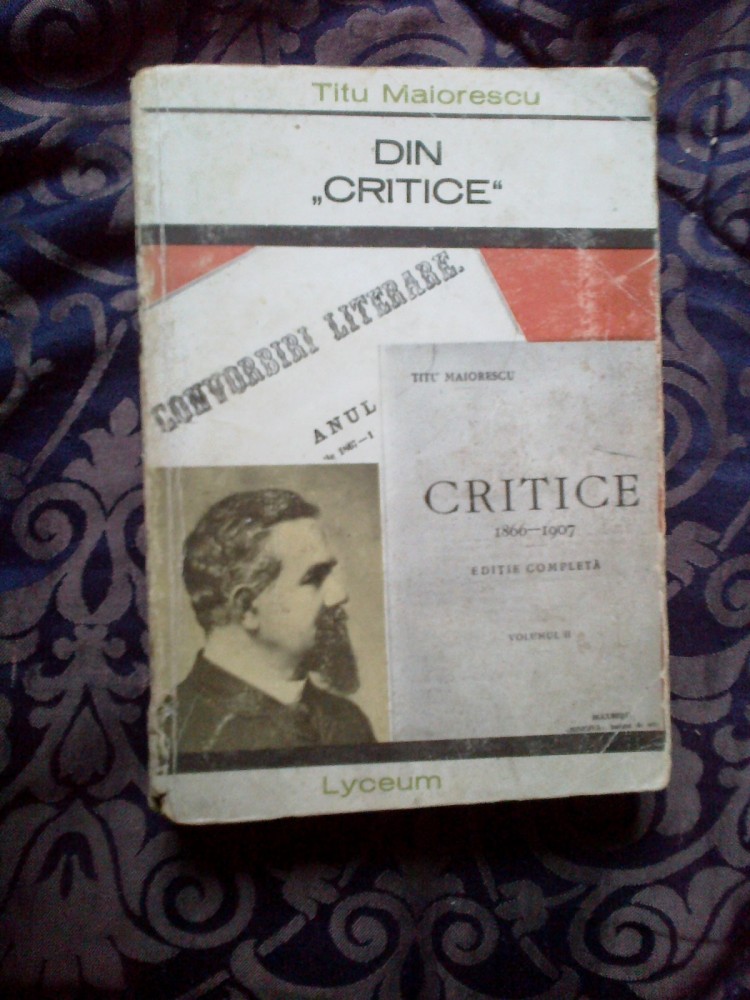 Titu Maiorescu
DIN
„CRITICE“
CONVORBIRI LITERARE.
ANUL
TITU MAIORESCU
CRITICE
1866—1907
EDIȚIE COMPLETĂ
VOLUMUL II
Lyceum